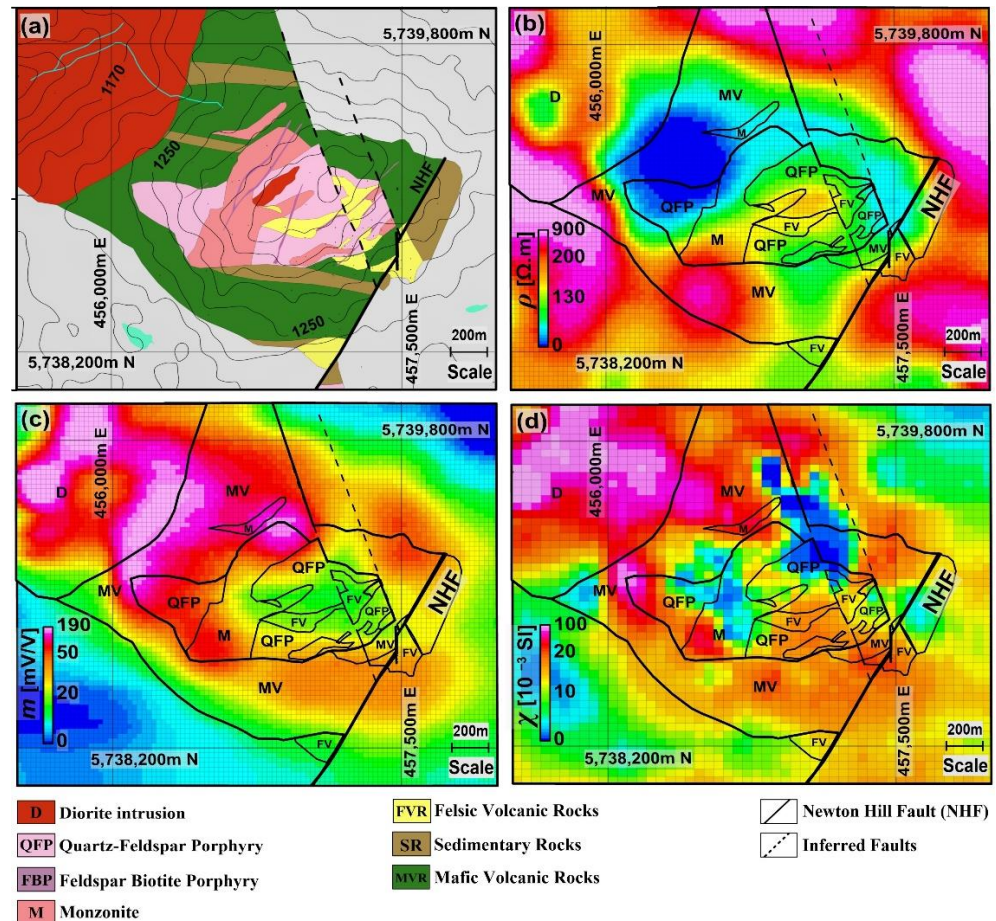 (a)
5,739,800m N
1170
1250
NHF
456,000m E
1250
457,500m E
5,738,200m N
200m
Scale
(b)
5,739,800m N
456,000m E
D
MV
M
QFP
MV
QFP
FV
FV
QFP
NHF
M
QFP
MV
FV
MV
900
200
130
0
ρ [Ω.m]
FV
457,500m E
5,738,200m N
200m
Scale
(c)
5,739,800m N
456,000m E
D
MV
M
QFP
MV
QFP
FV
FV
QFP
NHF
M
QFP
MV
FV
MV
190
50
20
0
m [mV/V]
FV
457,500m E
5,738,200m N
200m
Scale
(d)
5,739,800m N
456,000m E
D
MV
M
QFP
MV
QFP
FV
FV
QFP
NHF
M
QFP
MV
FV
MV
100
20
10
0
χ [10⁻³ SI]
FV
457,500m E
5,738,200m N
200m
Scale
D Diorite intrusion
QFP Quartz-Feldspar Porphyry
FBP Feldspar Biotite Porphyry
M Monzonite
FVR Felsic Volcanic Rocks
SR Sedimentary Rocks
MVR Mafic Volcanic Rocks
Newton Hill Fault (NHF)
Inferred Faults